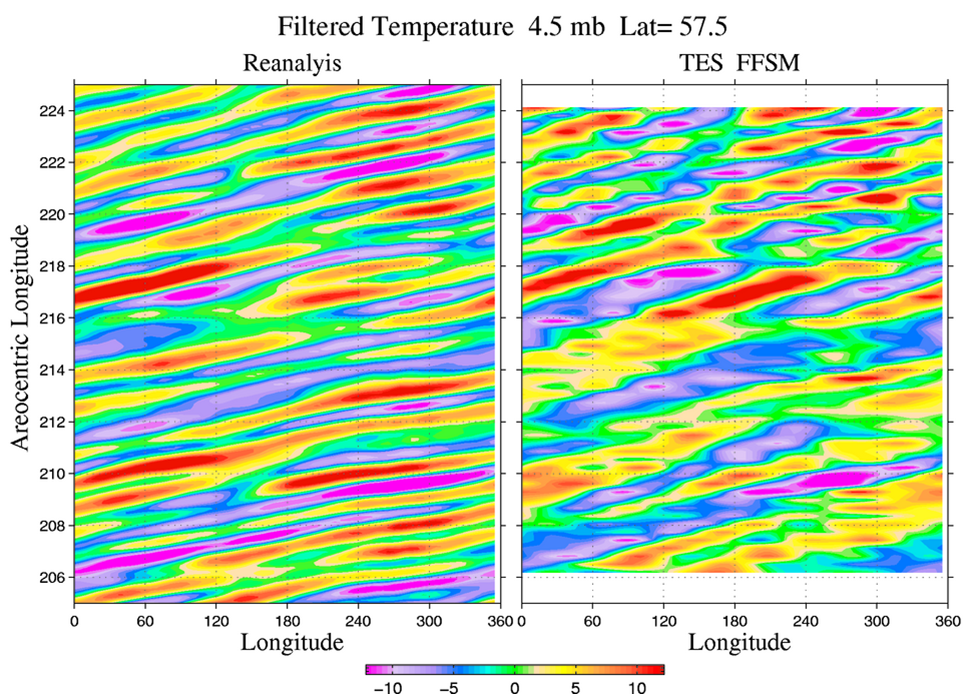 Filtered Temperature 4.5 mb Lat= 57.5
Reanalyis
TES FFSM
Areocentric Longitude
224
222
220
218
216
214
212
210
208
206
0 60 120 180 240 300 360
0 60 120 180 240 300 360
Longitude
Longitude
−10 −5 0 5 10